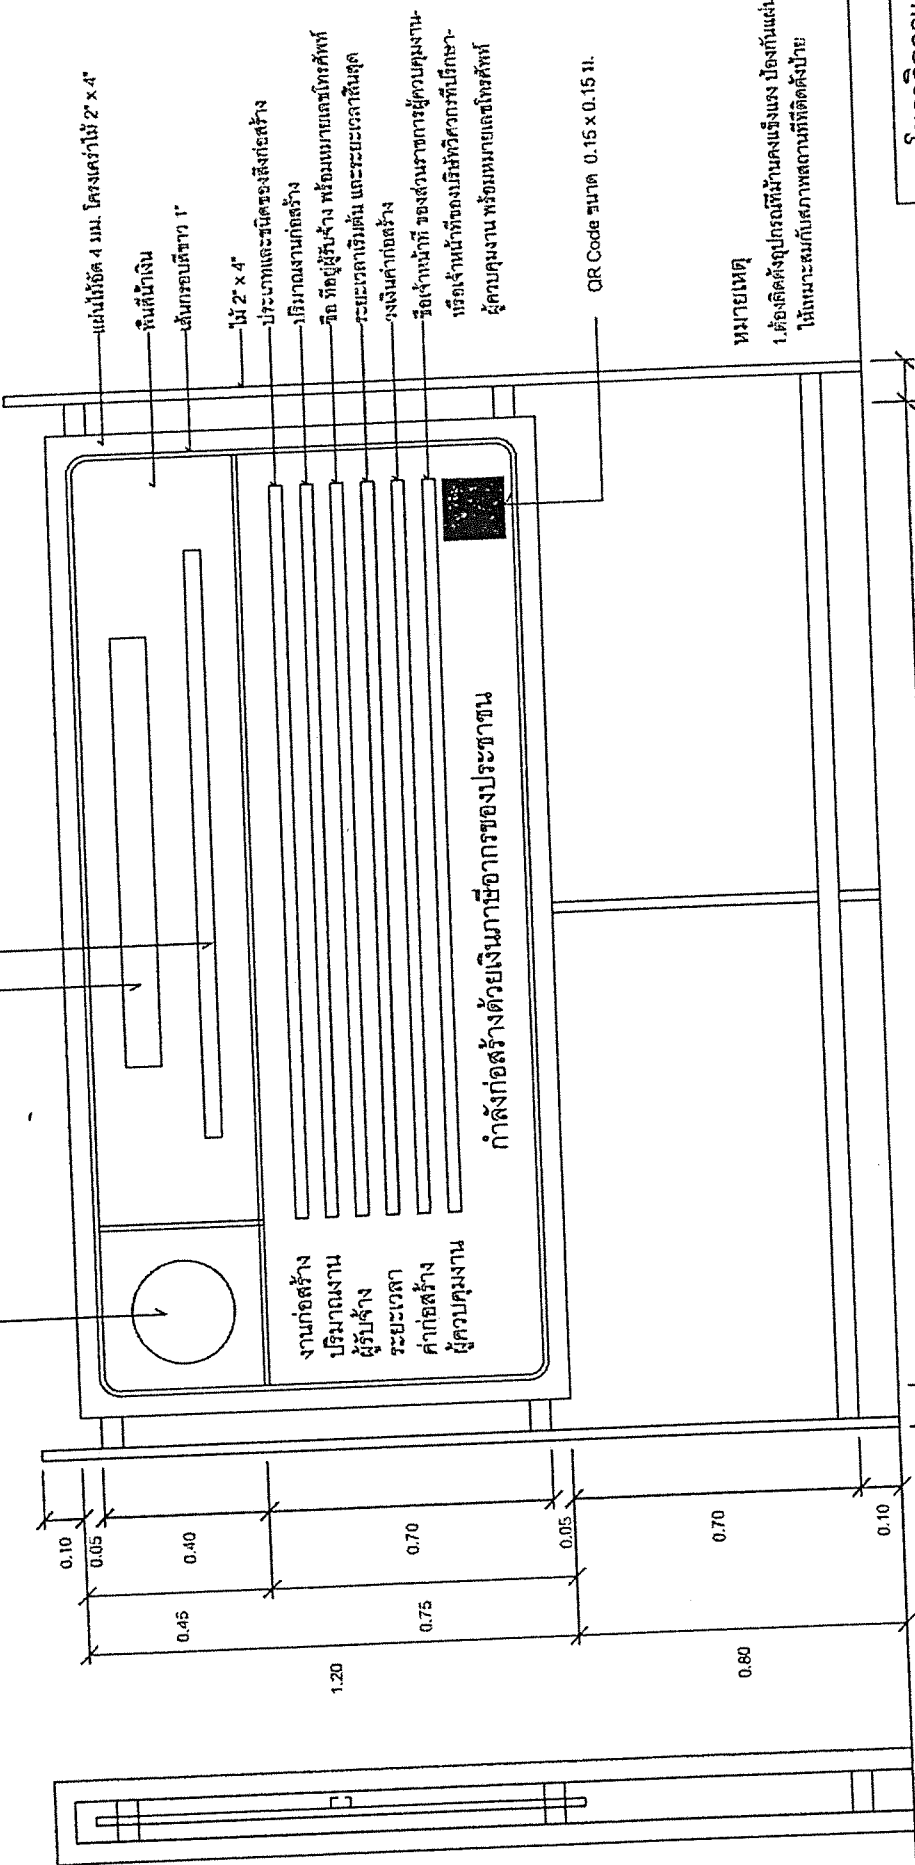 แผ่นไม้อัด 4 มม. โครงเคร่าไม้ 2" x 4"
พื้นสีน้ำเงิน
เส้นกรอบสีขาว 1"
ไม้ 2" x 4"
ประเภทและชนิดของสิ่งก่อสร้าง
ปริมาณงานก่อสร้าง
ชื่อ ที่อยู่ผู้รับจ้าง พร้อมหมายเลขโทรศัพท์
ระยะเวลาเริ่มต้น และระยะเวลาสิ้นสุด
วงเงินค่าก่อสร้าง
ชื่อเจ้าหน้าที่ ของส่วนราชการผู้ควบคุมงาน-
หรือเจ้าหน้าที่ของบริษัทวิศวกรที่ปรึกษา-
ผู้ควบคุมงาน พร้อมหมายเลขโทรศัพท์
QR Code ขนาด 0.15 x 0.15 ม.
หมายเหตุ
1.ต้องติดตั้งอุปกรณ์ที่มั่นคงแข็งแรง ป้องกันแผ่น
ให้เหมาะสมกับสภาพสถานที่ที่ติดตั้งป้าย
งานก่อสร้าง
ปริมาณงาน
ผู้รับจ้าง
ระยะเวลา
ค่าก่อสร้าง
ผู้ควบคุมงาน
กำลังก่อสร้างด้วยเงินภาษีอากรของประชาชน
0.10
0.05
0.40
0.70
0.05
0.70
0.10
0.45
0.75
1.20
0.80